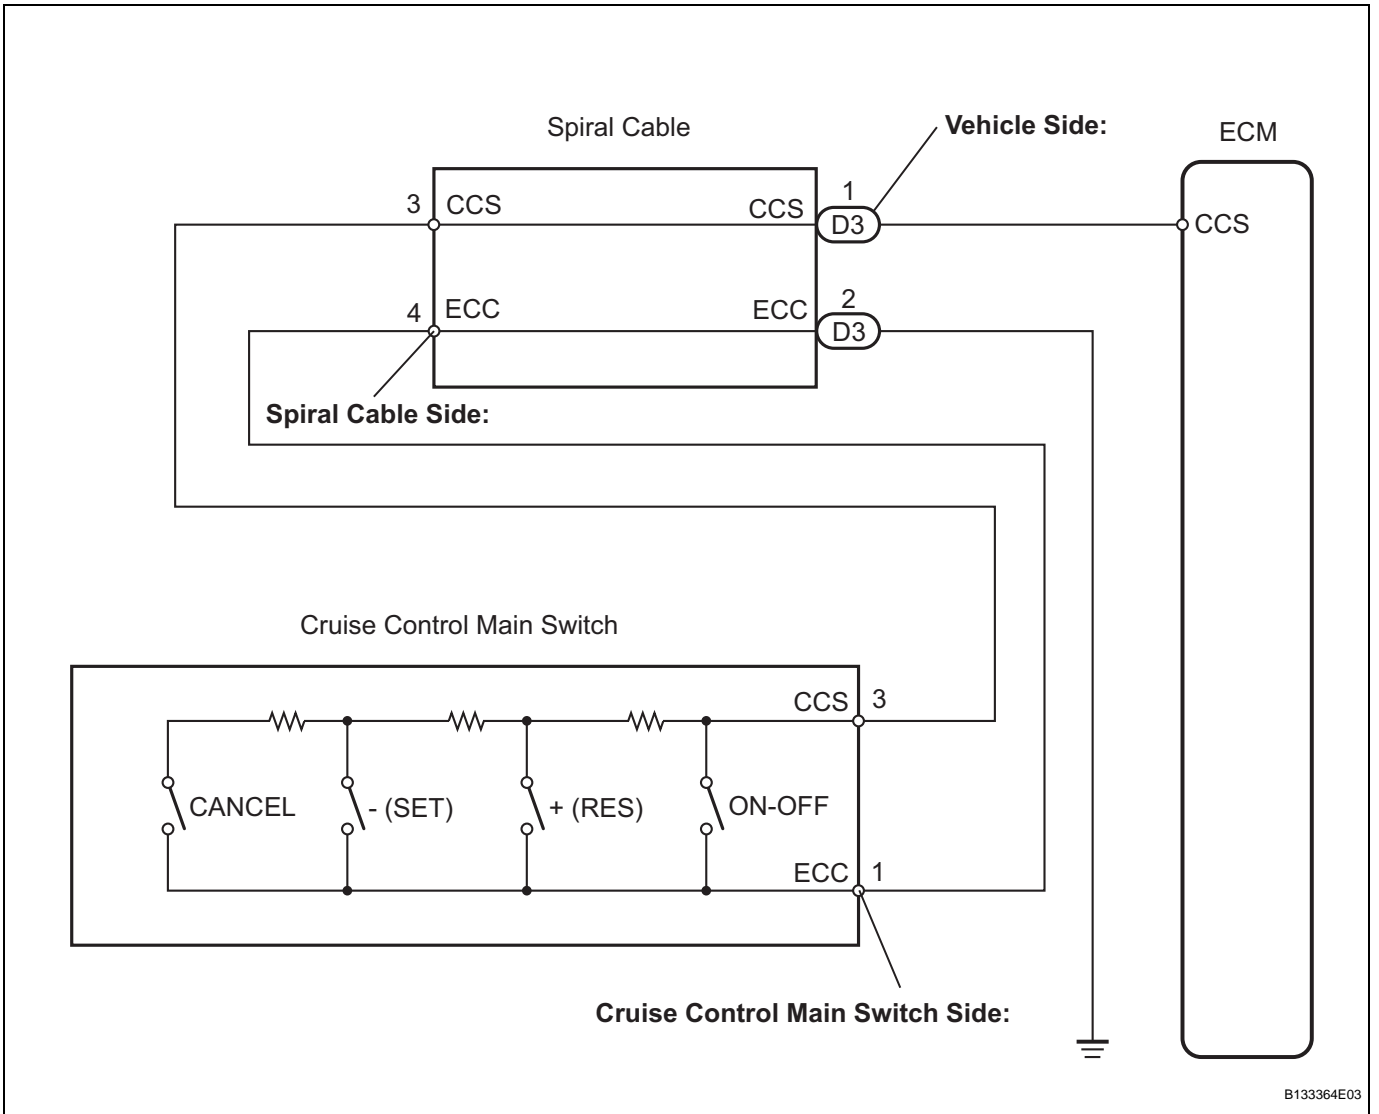 Spiral Cable
Vehicle Side:
ECM
3
CCS
CCS
1
D3
CCS
4
ECC
ECC
2
D3
Spiral Cable Side:
Cruise Control Main Switch
CCS
3
CANCEL
- (SET)
+ (RES)
ON-OFF
ECC
1
Cruise Control Main Switch Side:
B133364E03